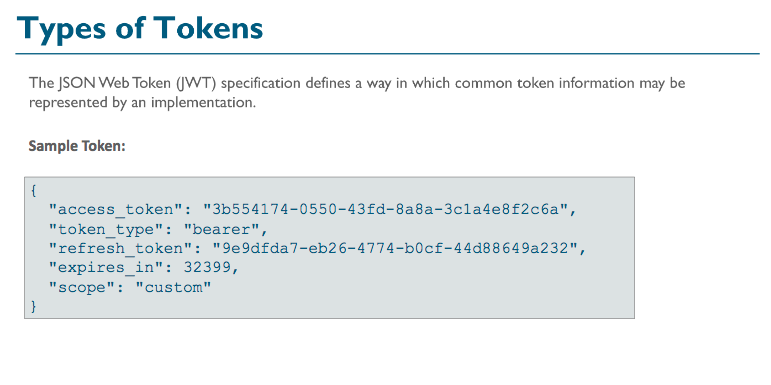 Types of Tokens
The JSON Web Token (JWT) specification defines a way in which common token information may be
represented by an implementation.
Sample Token:
{
"access_token": "3b554174-0550-43fd-8a8a-3c1a4e8f2c6a",
"token_type": "bearer",
"refresh_token": "9e9dfda7-eb26-4774-b0cf-44d88649a232",
"expires_in": 32399,
"scope": "custom"
}